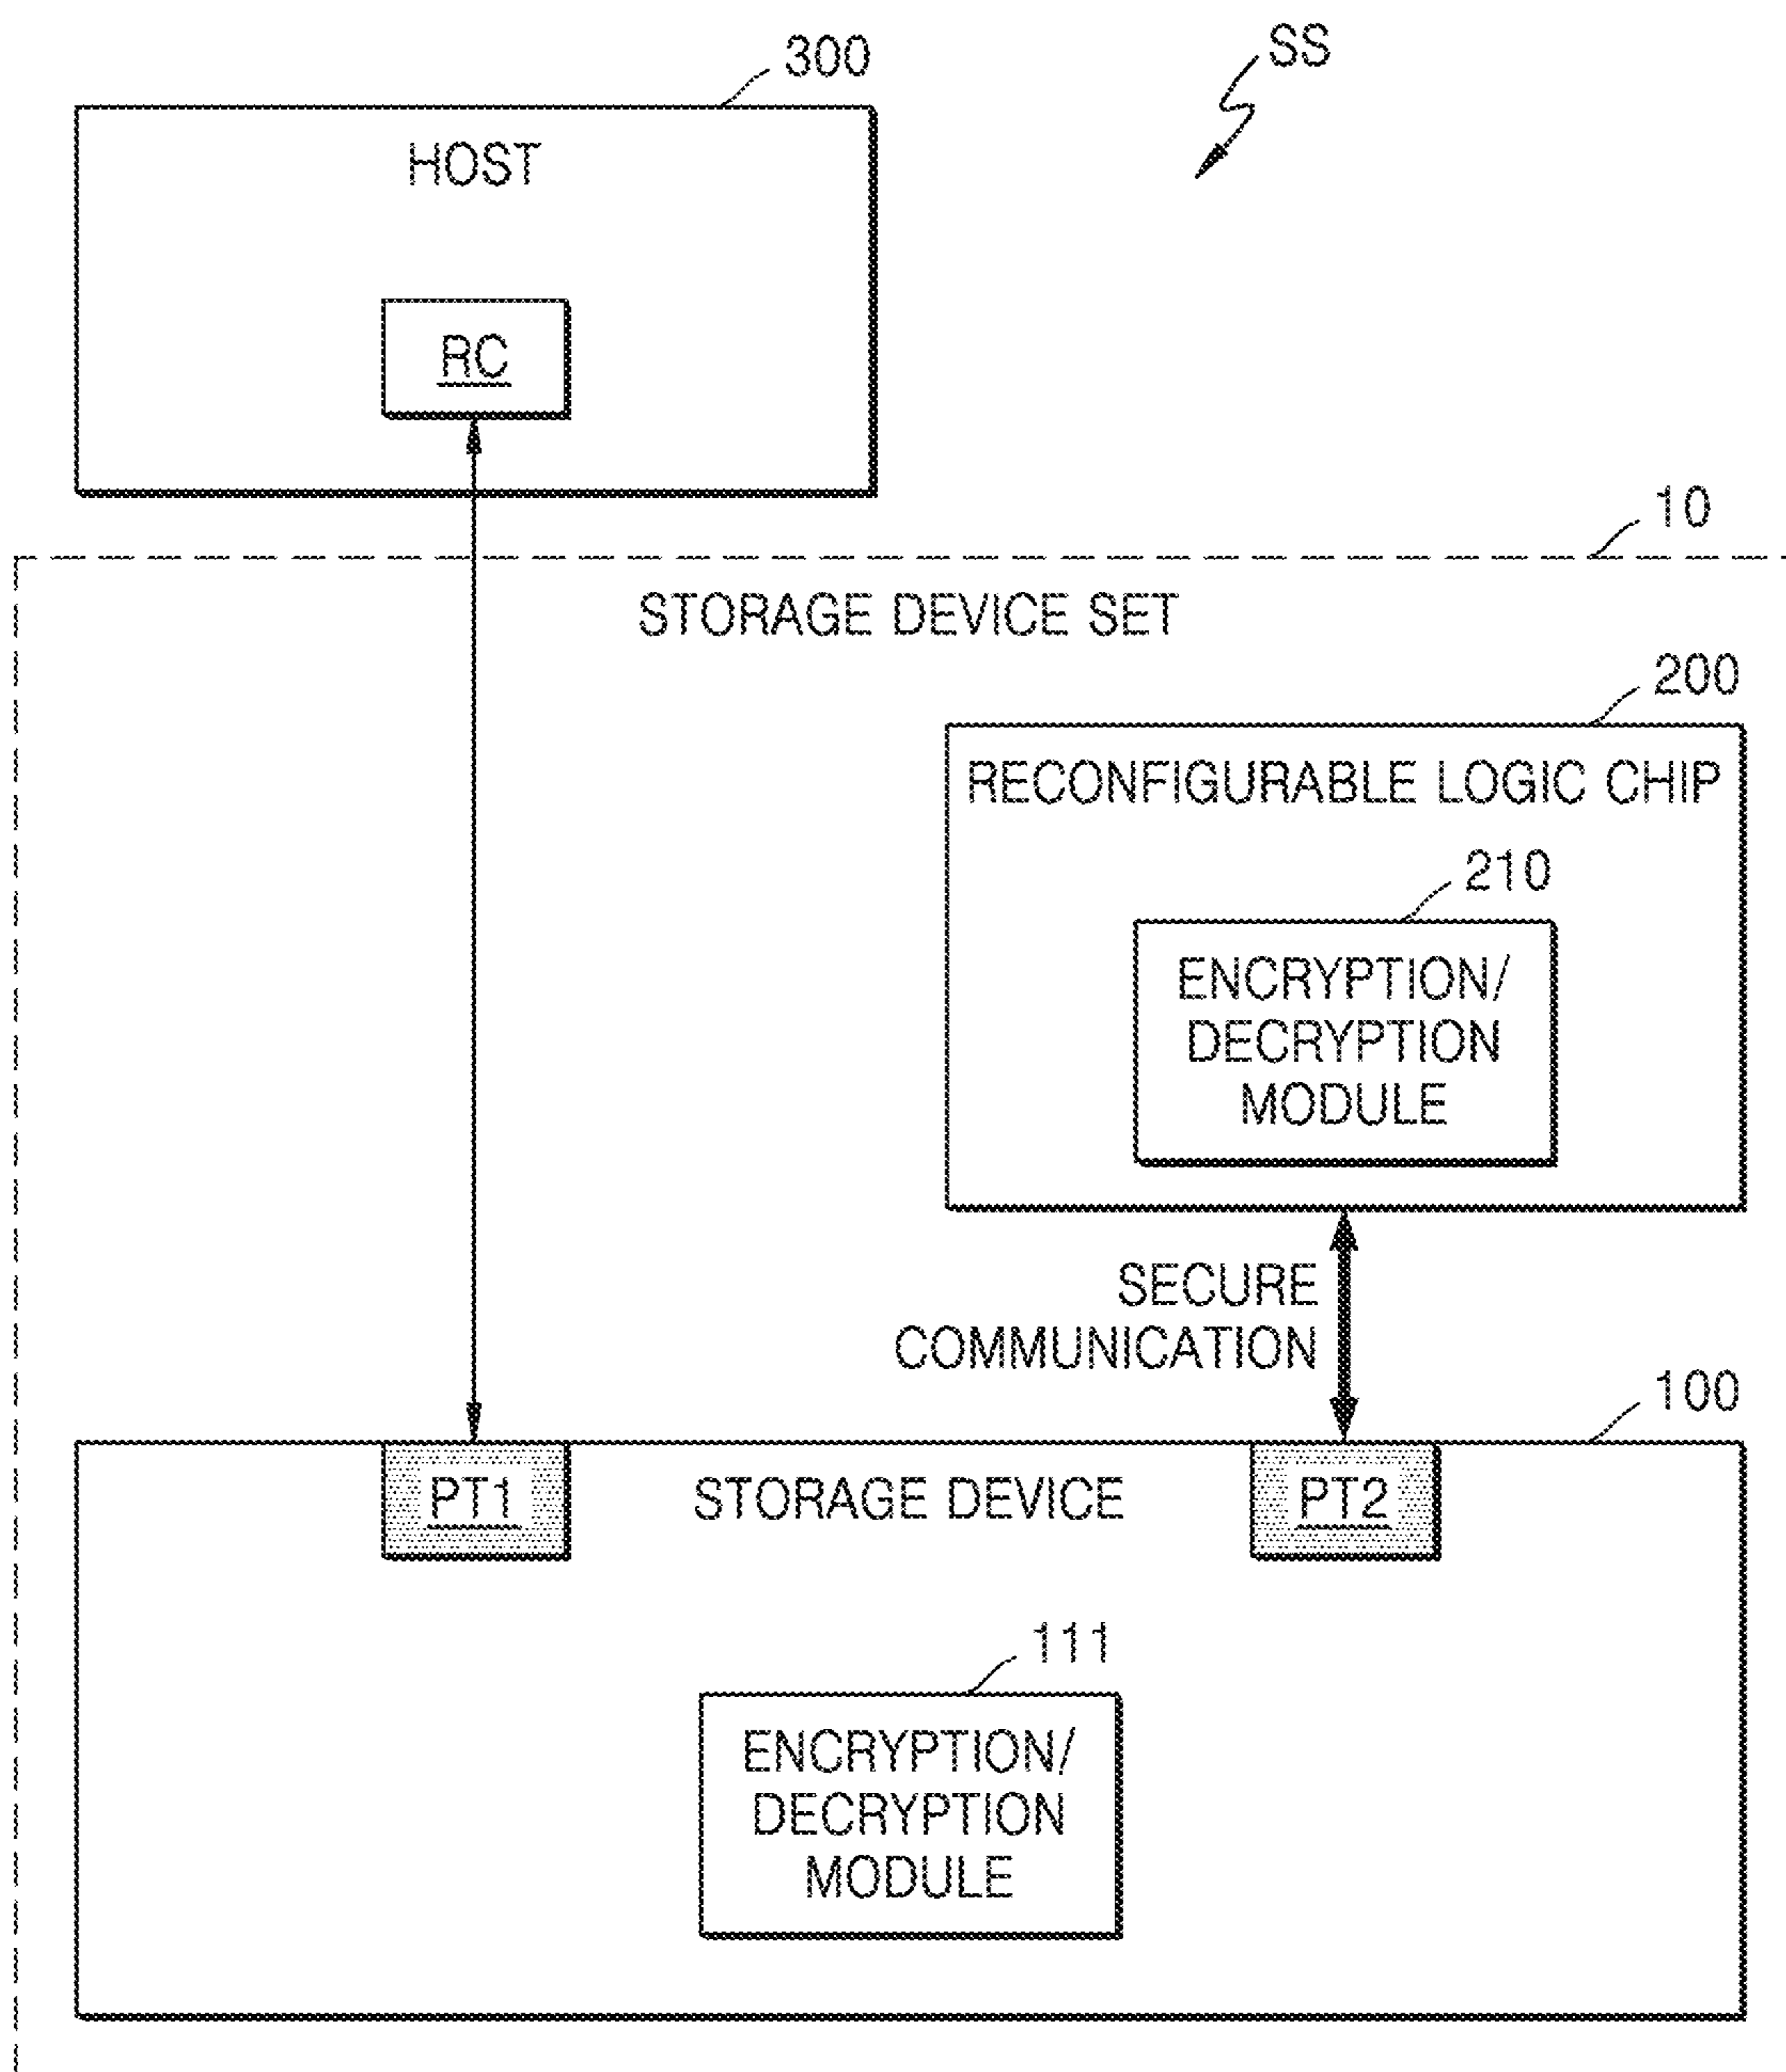 300
SS
HOST
RC
10
STORAGE DEVICE SET
200
RECONFIGURABLE LOGIC CHIP
210
ENCRYPTION/
DECRYPTION
MODULE
SECURE
COMMUNICATION
100
PT1
STORAGE DEVICE
PT2
111
ENCRYPTION/
DECRYPTION
MODULE